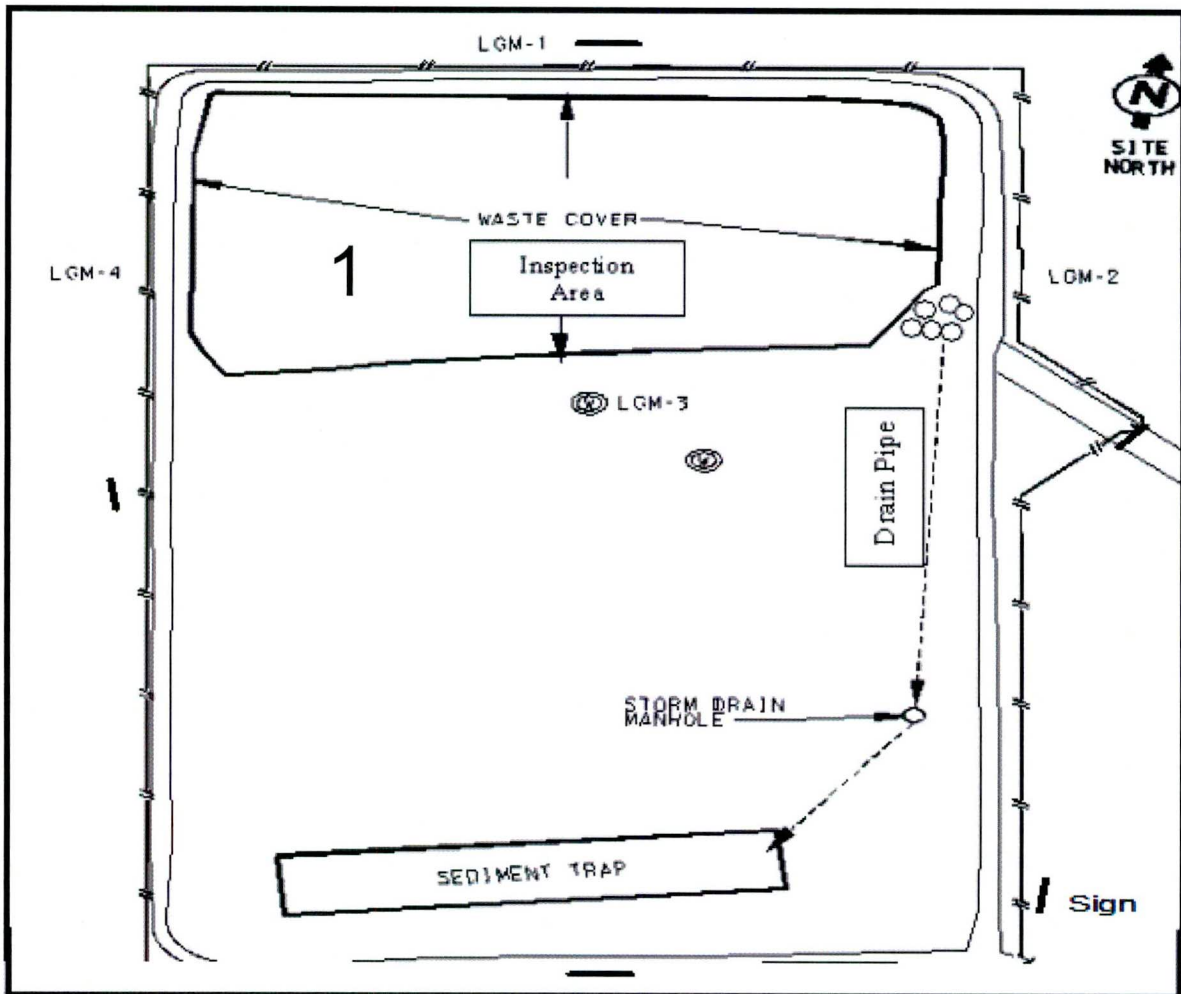 LGM-1
N
SITE
NORTH
WASTE COVER
1
Inspection
Area
LGM-4
LGM-2
LGM-3
Drain Pipe
STORM DRAIN
MANHOLE
SEDIMENT TRAP
Sign